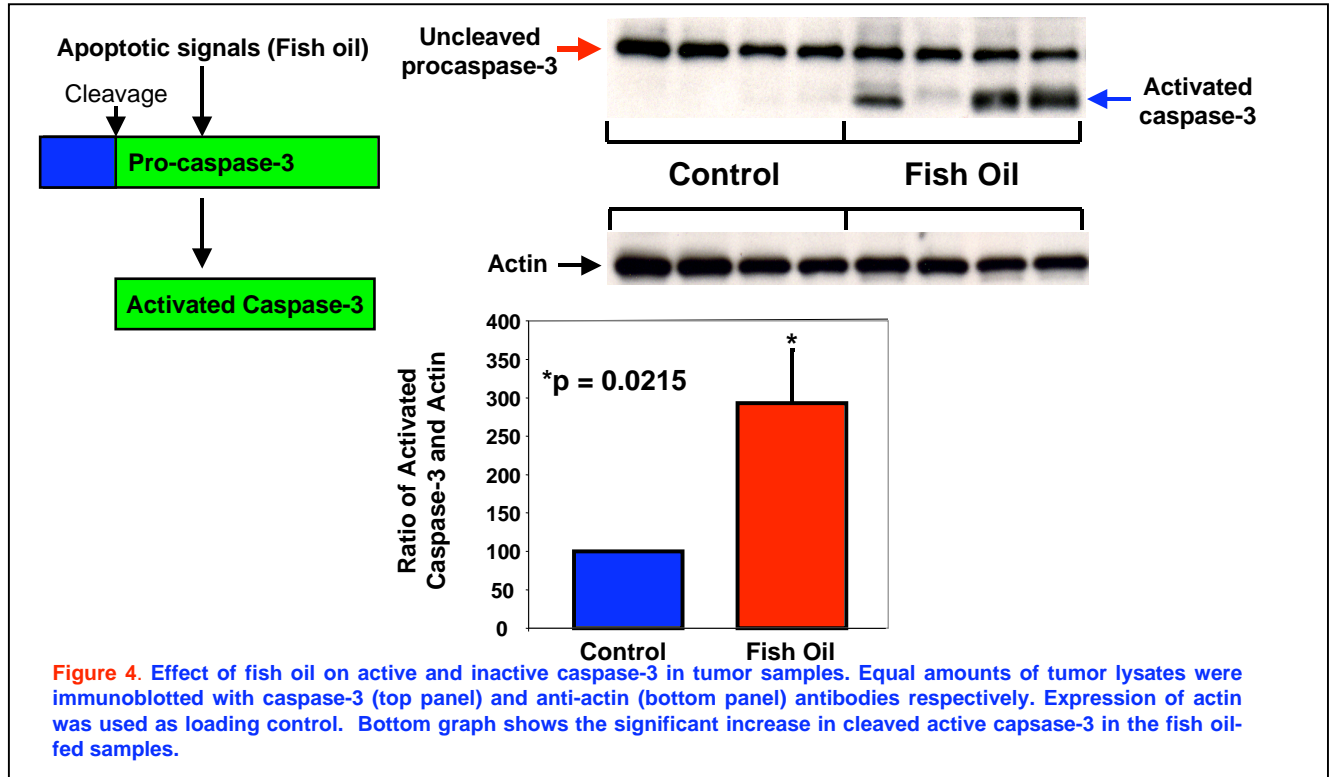 Apoptotic signals (Fish oil)
Cleavage
Pro-caspase-3
Activated Caspase-3
Uncleaved
procaspase-3
Activated
caspase-3
Control
Fish Oil
Actin
400
350
300
250
200
150
100
50
0
Ratio of Activated
Caspase-3 and Actin
*p = 0.0215
*
Control
Fish Oil
Figure 4. Effect of fish oil on active and inactive caspase-3 in tumor samples. Equal amounts of tumor lysates were
immunoblotted with caspase-3 (top panel) and anti-actin (bottom panel) antibodies respectively. Expression of actin
was used as loading control. Bottom graph shows the significant increase in cleaved active capsase-3 in the fish oil-
fed samples.